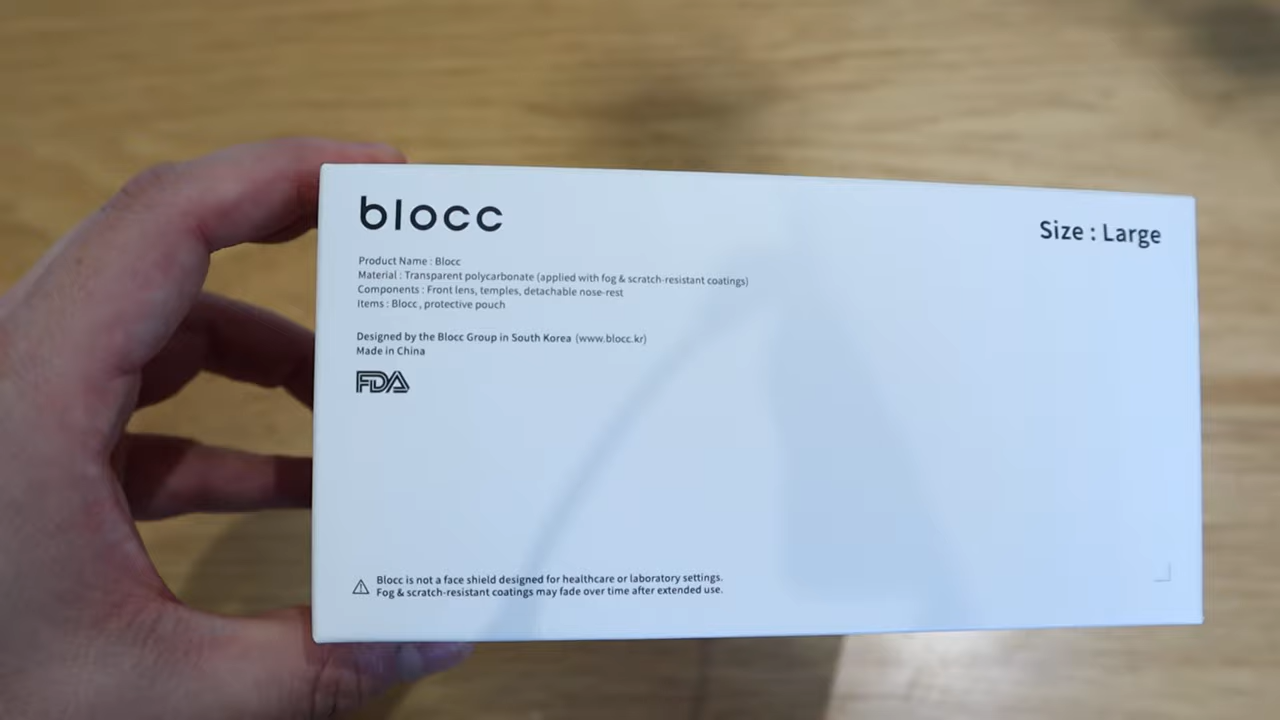 blocc
Size : Large
Product Name : Blocc
Material : Transparent polycarbonate (applied with fog & scratch-resistant coatings)
Components : Front lens, temples, detachable nose-rest
Items : Blocc, protective pouch
Designed by the Blocc Group in South Korea (www.blocc.kr)
Made in China
FDA
Blocc is not a face shield designed for healthcare or laboratory settings.
Fog & scratch-resistant coatings may fade over time after extended use.